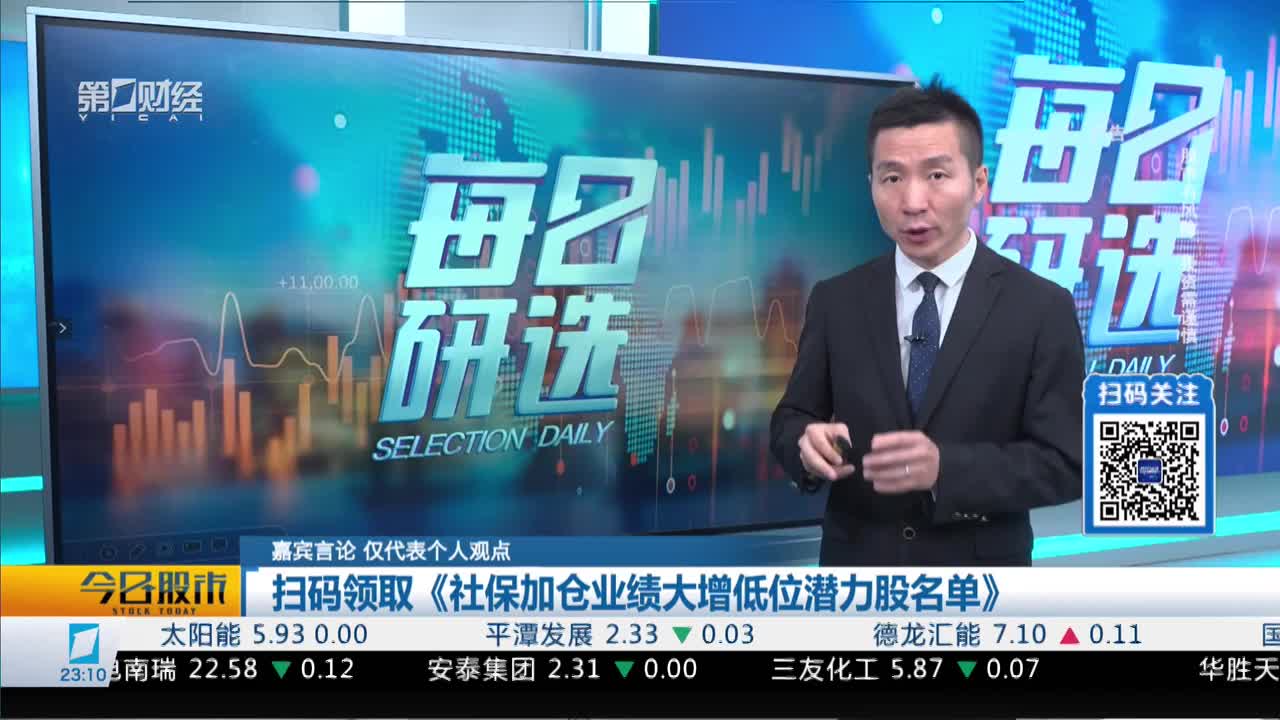 第一财经
YICAI
每日
研选
SELECTION DAILY
+11,00.00
每日
研选
DAILY
资需谨慎
扫码关注
嘉宾言论 仅代表个人观点
今日股市
STOCK TODAY
扫码领取《社保加仓业绩大增低位潜力股名单》
太阳能 5.93 0.00 平潭发展 2.33 ▼ 0.03 德龙汇能 7.10 ▲ 0.11
23:10
电南瑞 22.58 ▼ 0.12 安泰集团 2.31 ▼ 0.00 三友化工 5.87 ▼ 0.07 华胜天